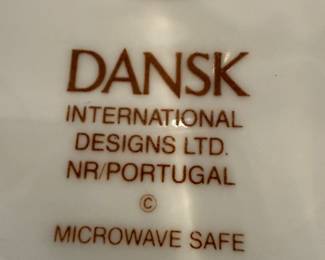 DANSK
INTERNATIONAL
DESIGNS LTD.
NR/PORTUGAL
©
MICROWAVE SAFE